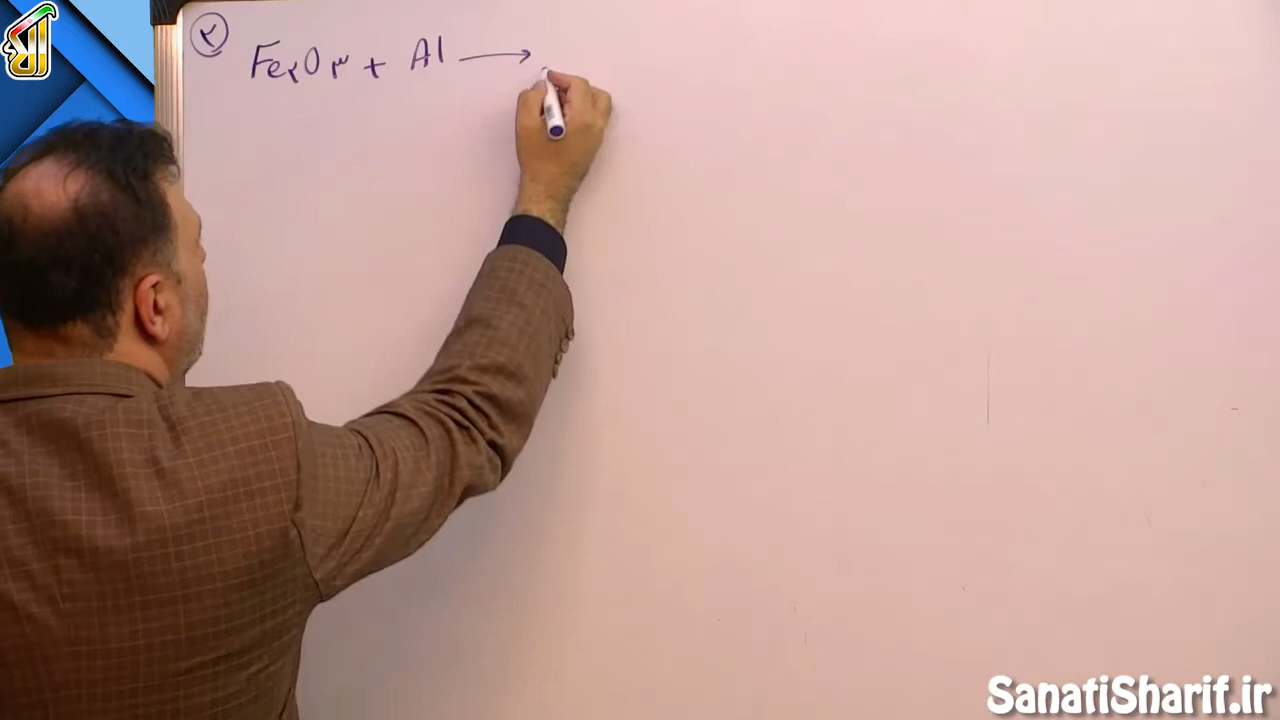 ۲ Fe۲O۳ + Al →
SanatiSharif.ir